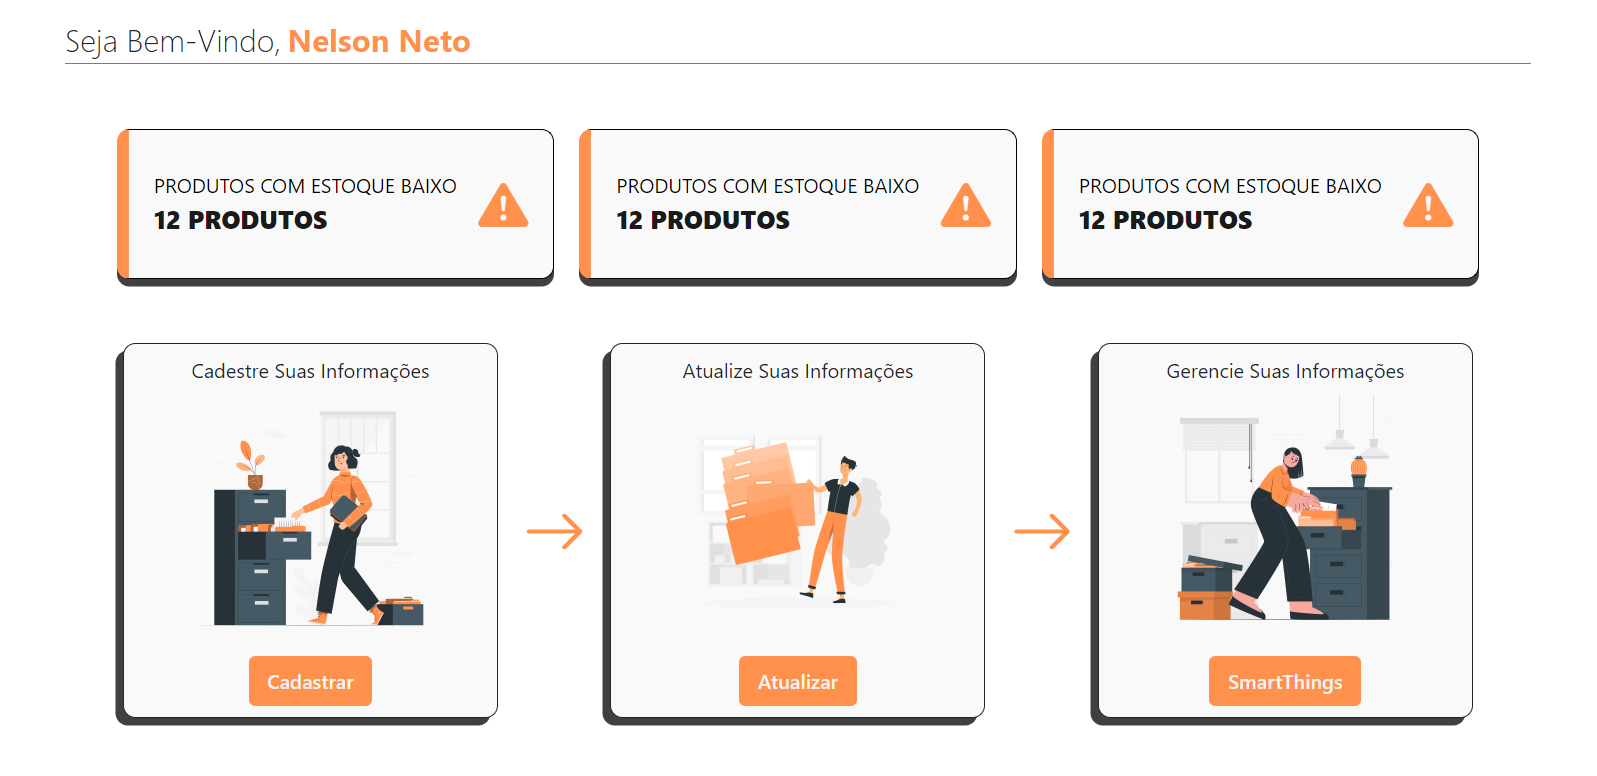 Seja Bem-Vindo, Nelson Neto
PRODUTOS COM ESTOQUE BAIXO
12 PRODUTOS
PRODUTOS COM ESTOQUE BAIXO
12 PRODUTOS
PRODUTOS COM ESTOQUE BAIXO
12 PRODUTOS
Cadestre Suas Informações
Cadastrar
Atualize Suas Informações
Atualizar
Gerencie Suas Informações
SmartThings